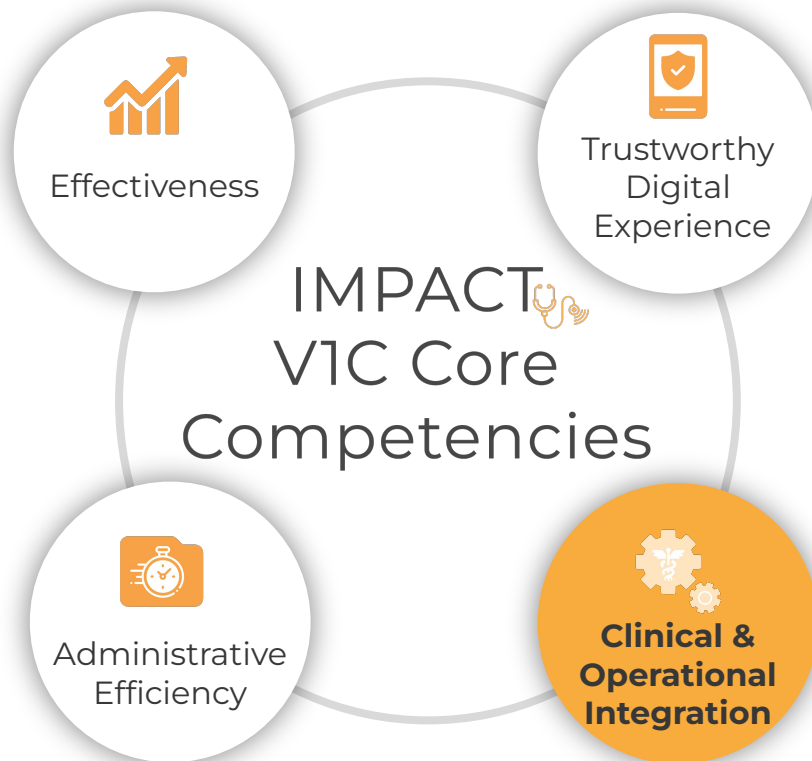 Effectiveness
Trustworthy
Digital
Experience
IMPACT
V1C Core
Competencies
Administrative
Efficiency
Clinical &
Operational
Integration